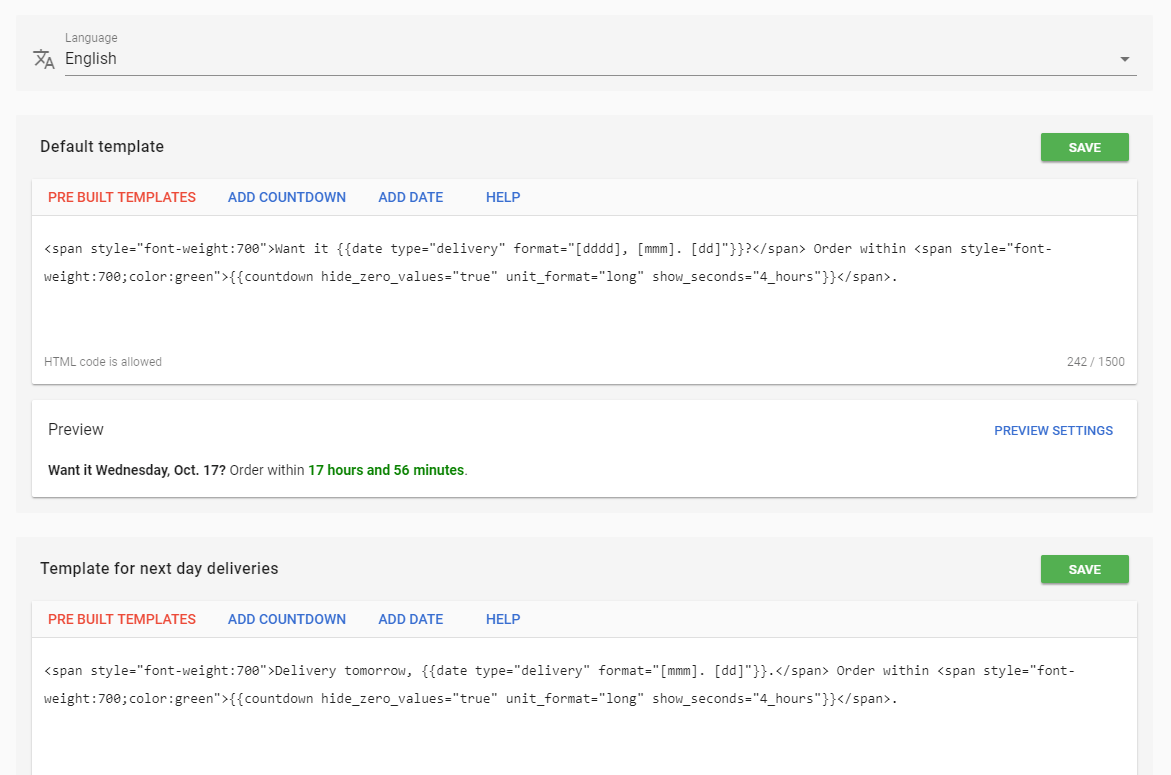 Language
English
Default template
SAVE
PRE BUILT TEMPLATES ADD COUNTDOWN ADD DATE HELP
<span style="font-weight:700">Want it {{date type="delivery" format="[dddd], [mmm]. [dd]"}}?</span> Order within <span style="font-
weight:700;color:green">{{countdown hide_zero_values="true" unit_format="long" show_seconds="4_hours"}}</span>.
HTML code is allowed
242 / 1500
Preview
PREVIEW SETTINGS
Want it Wednesday, Oct. 17? Order within 17 hours and 56 minutes.
Template for next day deliveries
SAVE
PRE BUILT TEMPLATES ADD COUNTDOWN ADD DATE HELP
<span style="font-weight:700">Delivery tomorrow, {{date type="delivery" format="[mmm]. [dd]"}}.</span> Order within <span style="font-
weight:700;color:green">{{countdown hide_zero_values="true" unit_format="long" show_seconds="4_hours"}}</span>.